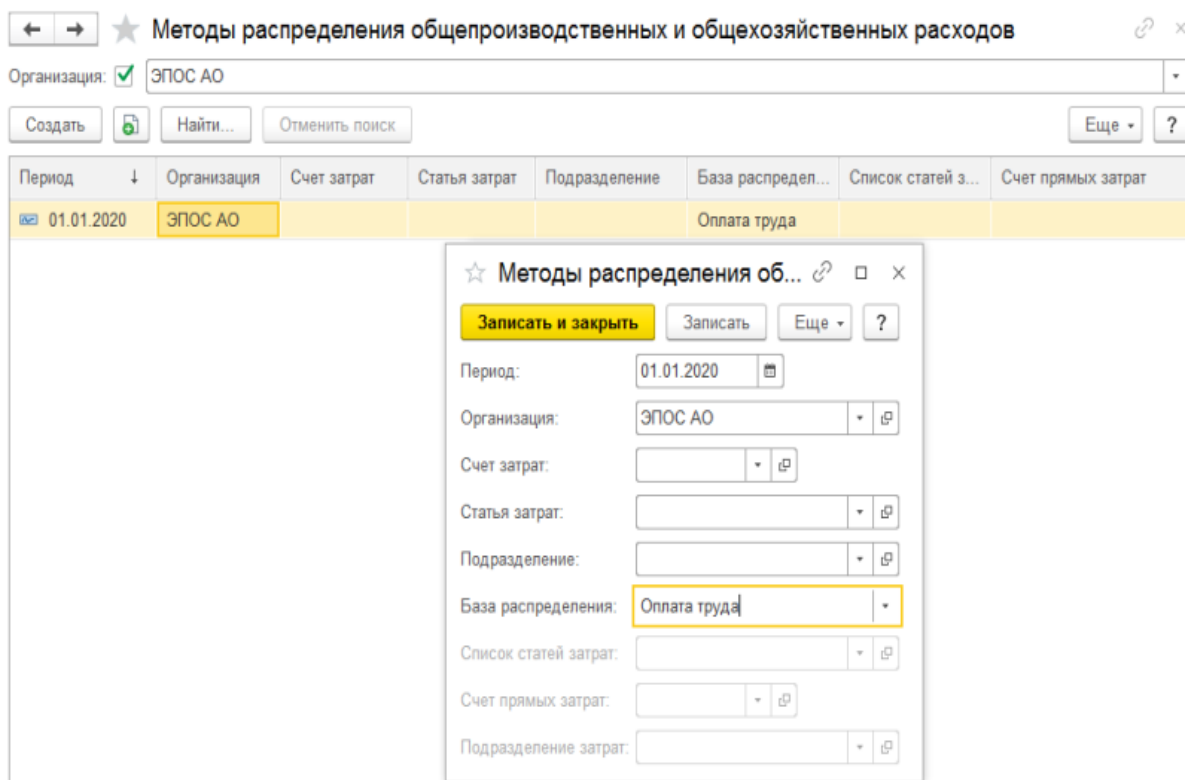 Методы распределения общепроизводственных и общехозяйственных расходов
Организация: ЭПОС АО
Создать Найти... Отменить поиск Еще ?
Период ↓ Организация Счет затрат Статья затрат Подразделение База распредел... Список статей з... Счет прямых затрат
01.01.2020 ЭПОС АО Оплата труда
Методы распределения об...
Записать и закрыть Записать Еще ?
Период: 01.01.2020
Организация: ЭПОС АО
Счет затрат:
Статья затрат:
Подразделение:
База распределения: Оплата труда
Список статей затрат:
Счет прямых затрат:
Подразделение затрат: